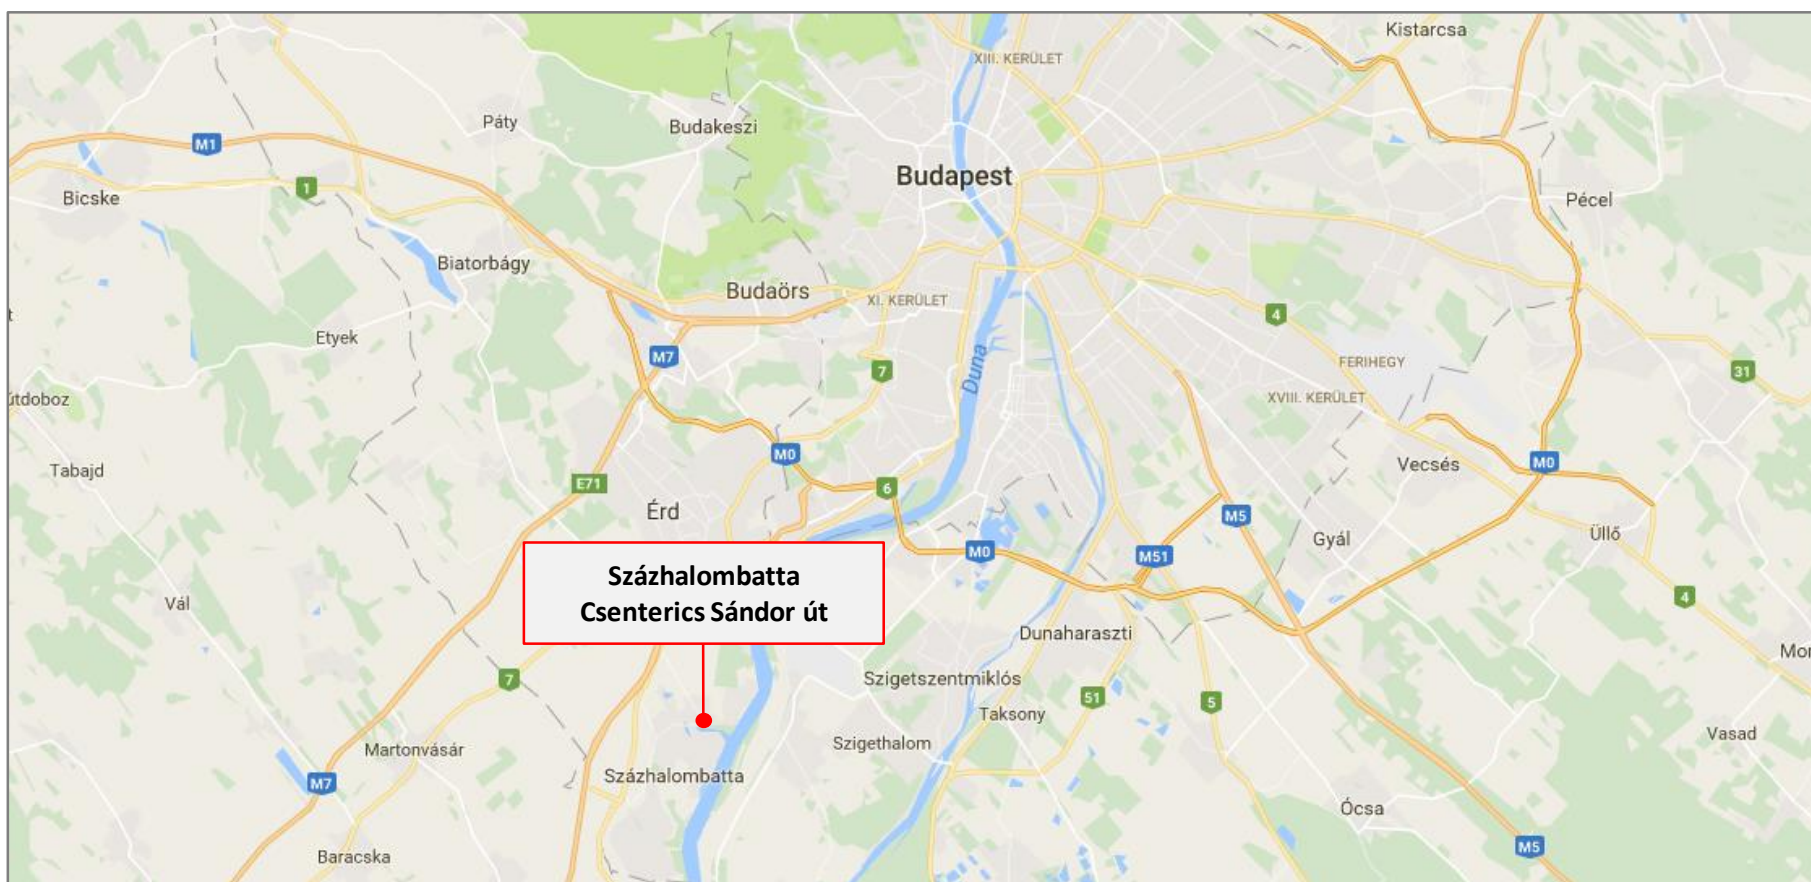 Kistarcsa
XIII. KERÜLET
Páty
Budakeszi
M1
Budapest
1
Bicske
Pécel
Biatorbágy
Budaörs
XI. KERÜLET
4
Etyek
M7
Duna
FERIHEGY
7
31
XVIII. KERÜLET
útdoboz
M0
Vecsés
M0
Tabajd
E71
6
Érd
M5
Üllő
Gyál
M0
M51
Százhalombatta
Csenterics Sándor út
Vál
4
Dunaharaszti
Mor
7
Szigetszentmiklós
51
5
Taksony
Martonvásár
Szigethalom
Vasad
Százhalombatta
M7
Ócsa
M5
Baracska